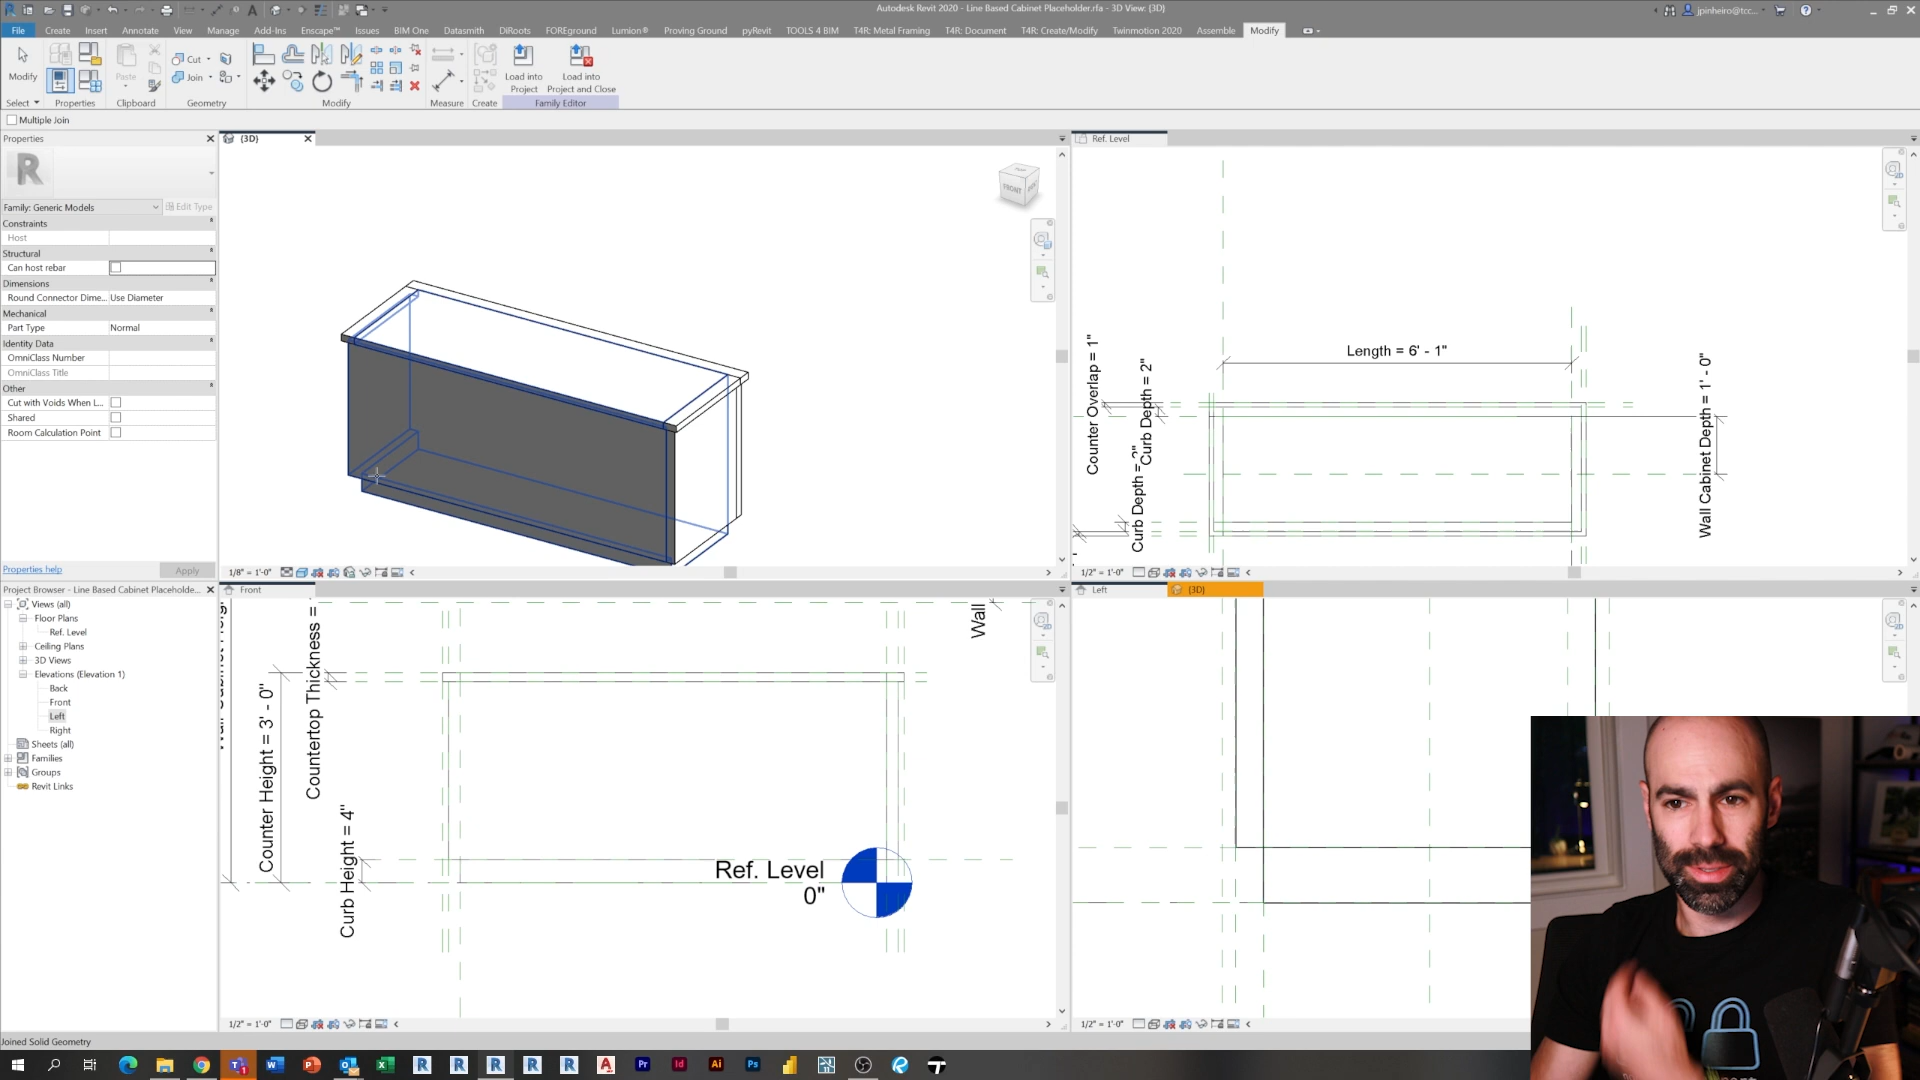 Autodesk Revit 2020 - Line Based Cabinet Placeholder.rfa - 3D View: {3D}
jpinheiro@tcc...
File Create Insert Annotate View Manage Add-Ins Enscape™ Issues BIM One Datasmith DiRoots FOREground Lumion® Proving Ground pyRevit TOOLS 4 BIM T4R: Metal Framing T4R: Document T4R: Create/Modify Twinmotion 2020 Assemble Modify
Modify
Paste
Cut
Join
Load into
Project
Load into
Project and Close
Select Properties Clipboard Geometry Modify Measure Create Family Editor
Multiple Join
Properties
Family: Generic Models
Edit Type
Constraints
Host
Structural
Can host rebar
Dimensions
Round Connector Dime... Use Diameter
Mechanical
Part Type Normal
Identity Data
OmniClass Number
OmniClass Title
Other
Cut with Voids When L...
Shared
Room Calculation Point
Properties help
Apply
Project Browser - Line Based Cabinet Placeholde...
Views (all)
Floor Plans
Ref. Level
Ceiling Plans
3D Views
Elevations (Elevation 1)
Back
Front
Left
Right
Sheets (all)
Families
Groups
Revit Links
{3D}
TOP
FRONT
1/8" = 1'-0"
Ref. Level
Length = 6' - 1"
Counter Overlap = 1"
Curb Depth = 2"
Curb Depth = 2"
Wall Cabinet Depth = 1' - 0"
1/2" = 1'-0"
Front
Counter Height = 3' - 0"
Countertop Thickness =
Curb Height = 4"
Wall
Ref. Level
0"
1/2" = 1'-0"
Left
{3D}
1/2" = 1'-0"
Joined Solid Geometry